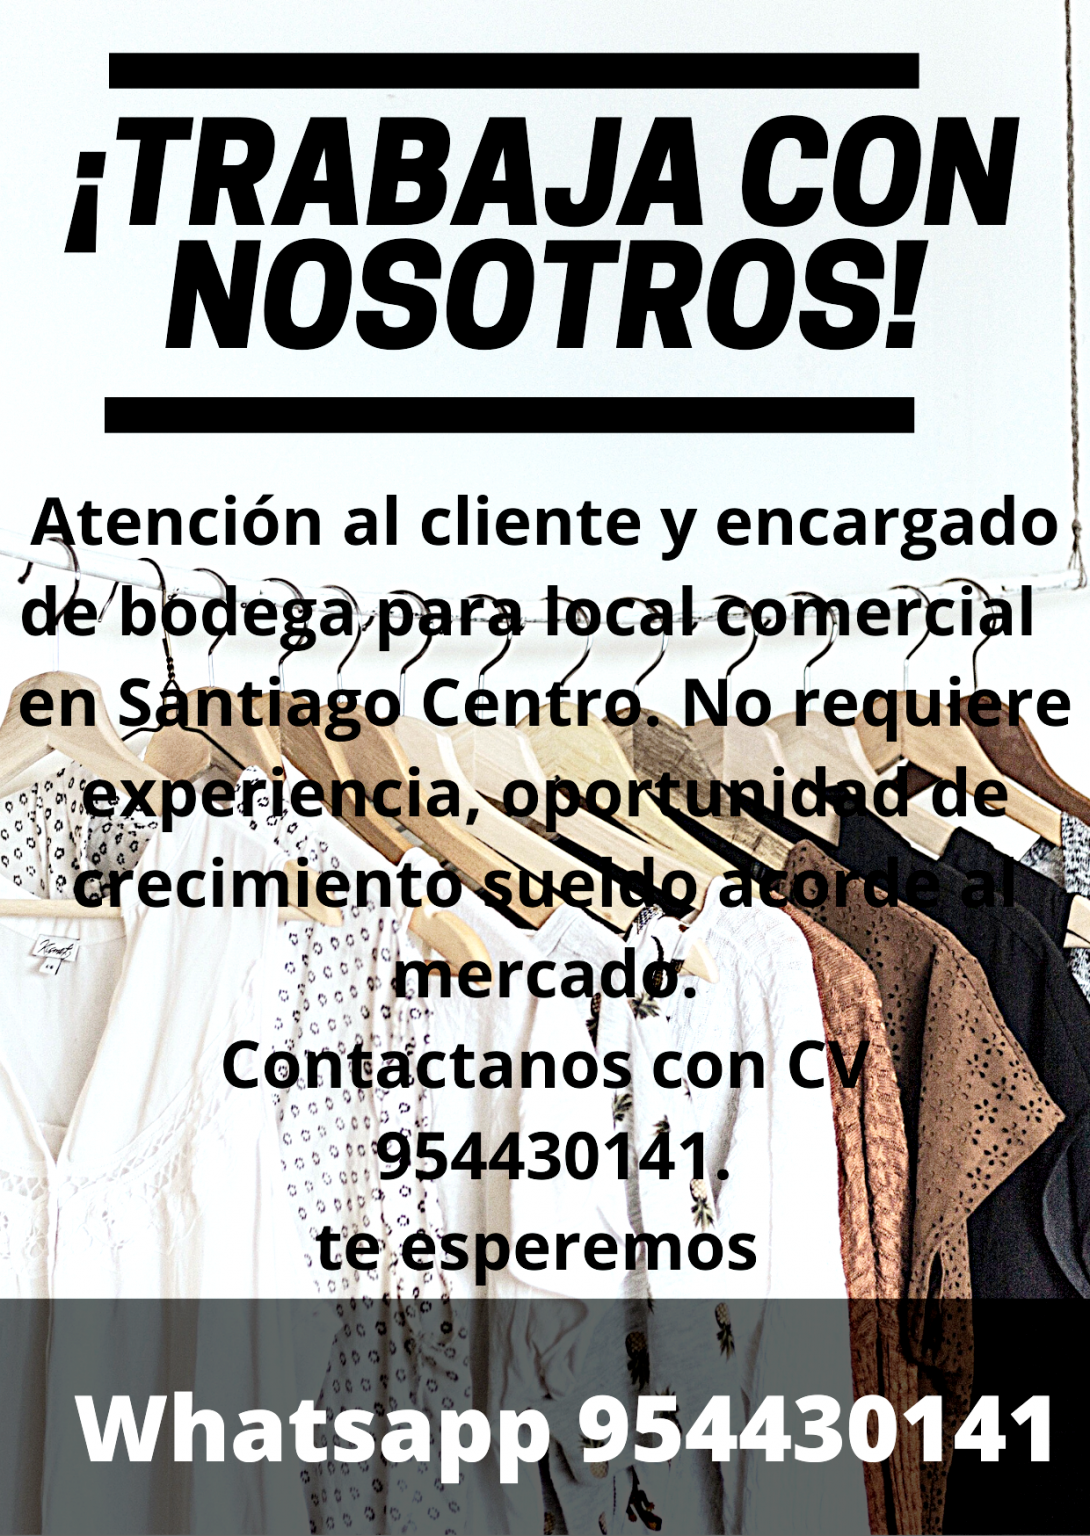 ¡TRABAJA CON
NOSOTROS!
Atención al cliente y encargado
de bodega para local comercial
en Santiago Centro. No requiere
experiencia, oportunidad de
crecimiento sueldo acorde al
mercado.
Contactanos con CV
954430141.
te esperemos
Whatsapp 954430141